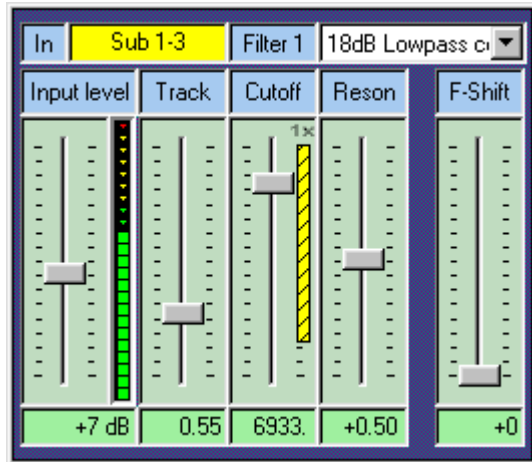 In Sub 1-3 Filter 1 18dB Lowpass c
Input level Track Cutoff Reson F-Shift
1x
+7 dB 0.55 6933. +0.50 +0